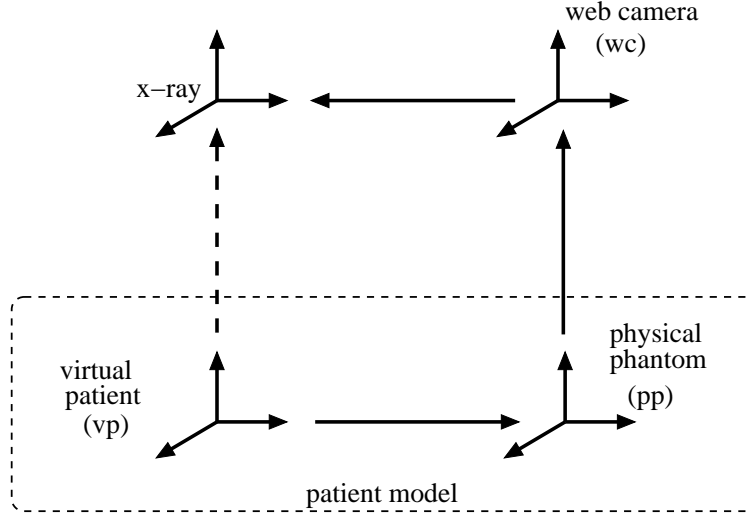 web camera
(wc)
x−ray
physical
phantom
(pp)
virtual
patient
(vp)
patient model